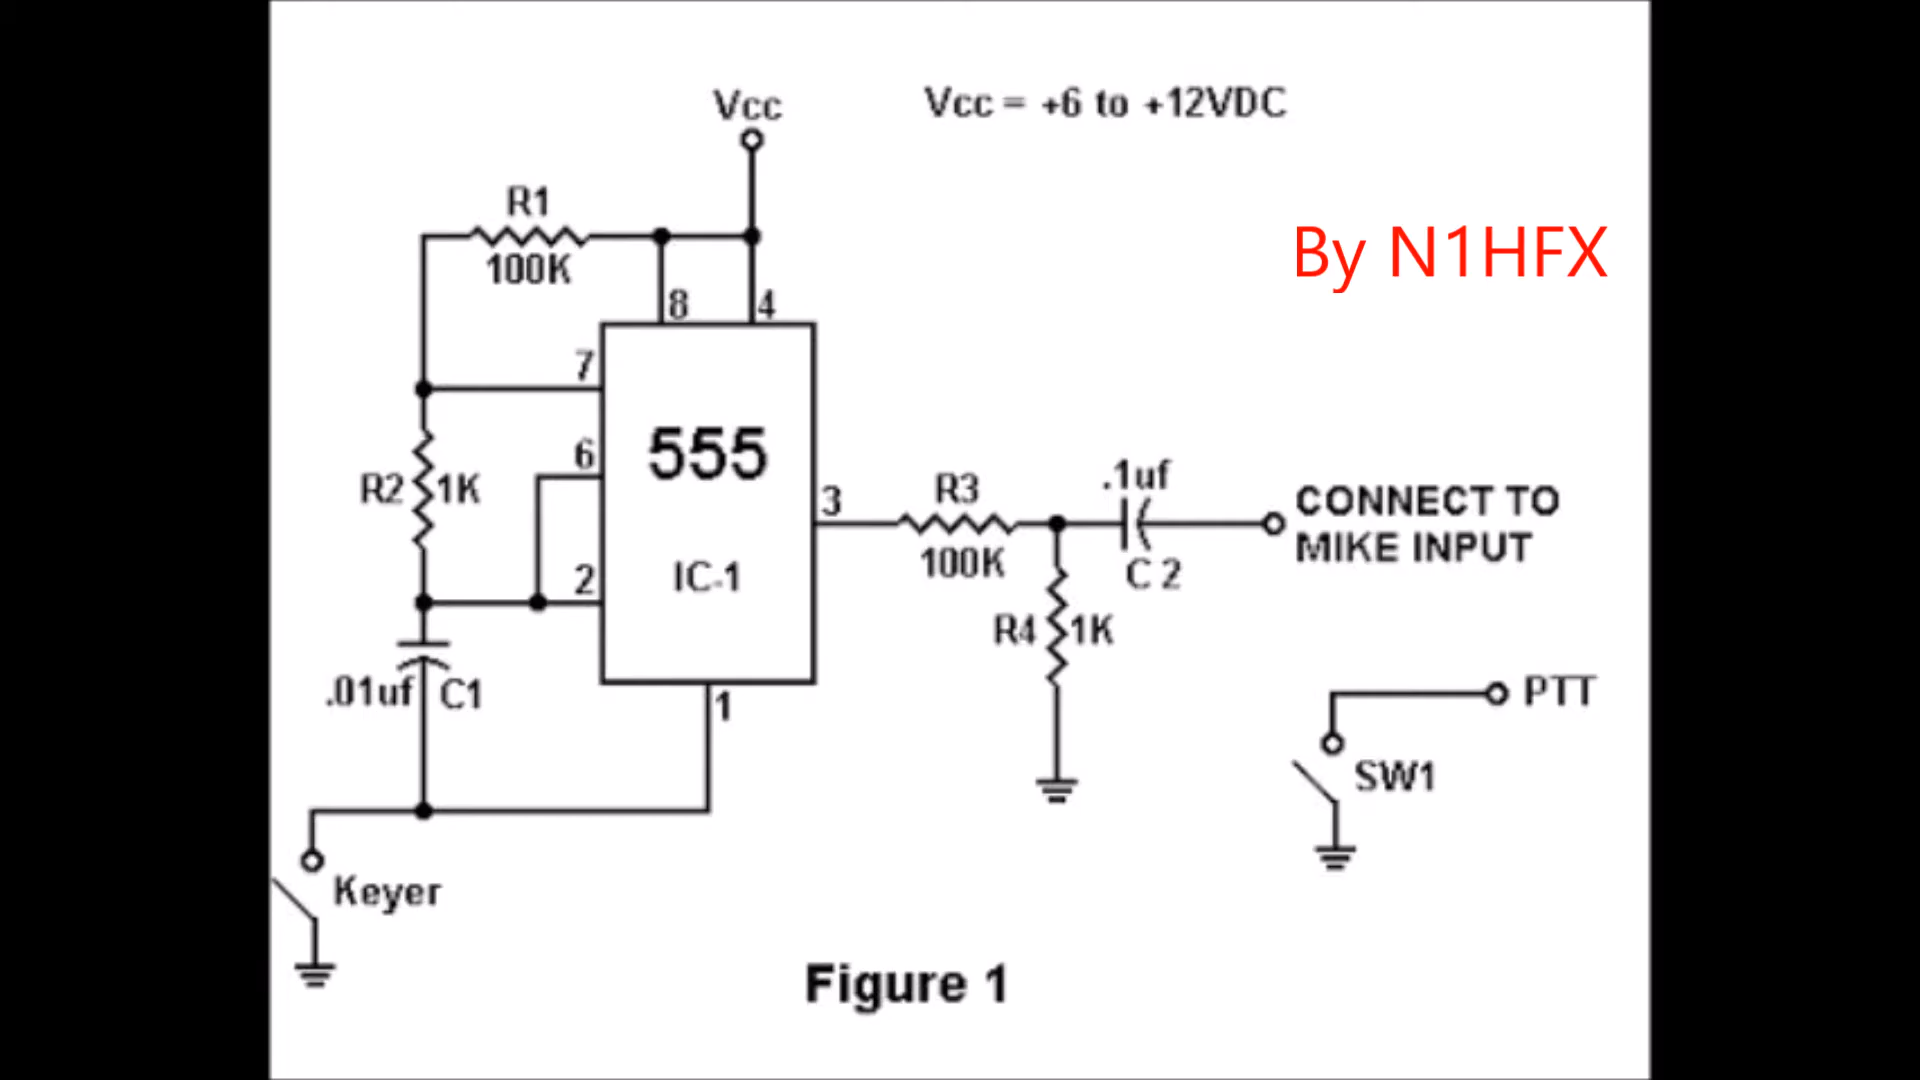 Vcc
Vcc = +6 to +12VDC
R1
100K
By N1HFX
8
4
7
555
6
R2
1K
3
R3
100K
.1uf
C 2
CONNECT TO
MIKE INPUT
2
IC-1
R4
1K
.01uf
C1
1
PTT
SW1
Keyer
Figure 1